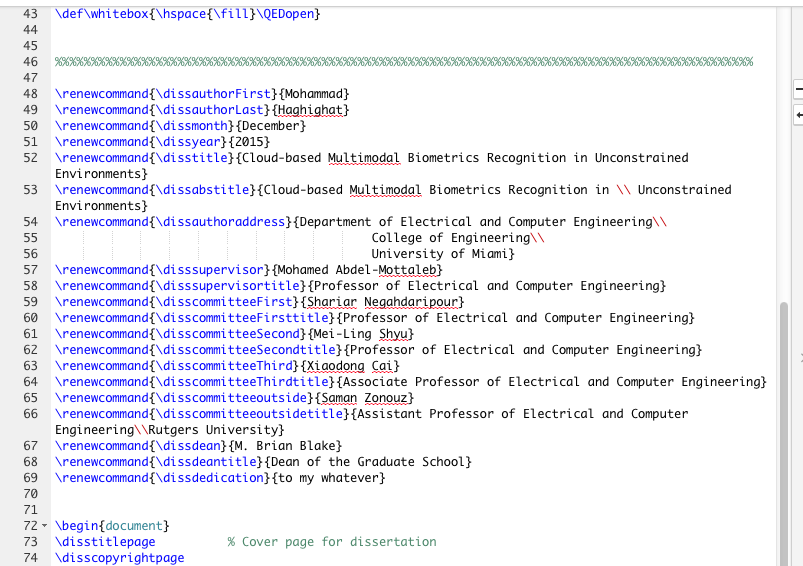 43 \def\whitebox{\hspace{\fill}\QEDopen}
44
45
46 %%%%%%%%%%%%%%%%%%%%%%%%%%%%%%%%%%%%%%%%%%%%%%%%%%%%%%%%%%%%%%%%%%%%%%%%%%%%%%%%%%%%%%%%%%%%%%%%%%%
47
48 \renewcommand{\dissauthorFirst}{Mohammad}
49 \renewcommand{\dissauthorLast}{Haghighat}
50 \renewcommand{\dissmonth}{December}
51 \renewcommand{\dissyear}{2015}
52 \renewcommand{\disstitle}{Cloud-based Multimodal Biometrics Recognition in Unconstrained
Environments}
53 \renewcommand{\dissabstitle}{Cloud-based Multimodal Biometrics Recognition in \\ Unconstrained
Environments}
54 \renewcommand{\dissauthoraddress}{Department of Electrical and Computer Engineering\\
55 College of Engineering\\
56 University of Miami}
57 \renewcommand{\disssupervisor}{Mohamed Abdel-Mottaleb}
58 \renewcommand{\disssupervisortitle}{Professor of Electrical and Computer Engineering}
59 \renewcommand{\disscommitteeFirst}{Shariar Negahdaripour}
60 \renewcommand{\disscommitteeFirsttitle}{Professor of Electrical and Computer Engineering}
61 \renewcommand{\disscommitteeSecond}{Mei-Ling Shyu}
62 \renewcommand{\disscommitteeSecondtitle}{Professor of Electrical and Computer Engineering}
63 \renewcommand{\disscommitteeThird}{Xiaodong Cai}
64 \renewcommand{\disscommitteeThirdtitle}{Associate Professor of Electrical and Computer Engineering}
65 \renewcommand{\disscommitteeoutside}{Saman Zonouz}
66 \renewcommand{\disscommitteeoutsidetitle}{Assistant Professor of Electrical and Computer
Engineering\\Rutgers University}
67 \renewcommand{\dissdean}{M. Brian Blake}
68 \renewcommand{\dissdeantitle}{Dean of the Graduate School}
69 \renewcommand{\dissdedication}{to my whatever}
70
71
72 \begin{document}
73 \disstitlepage % Cover page for dissertation
74 \disscopyrightpage